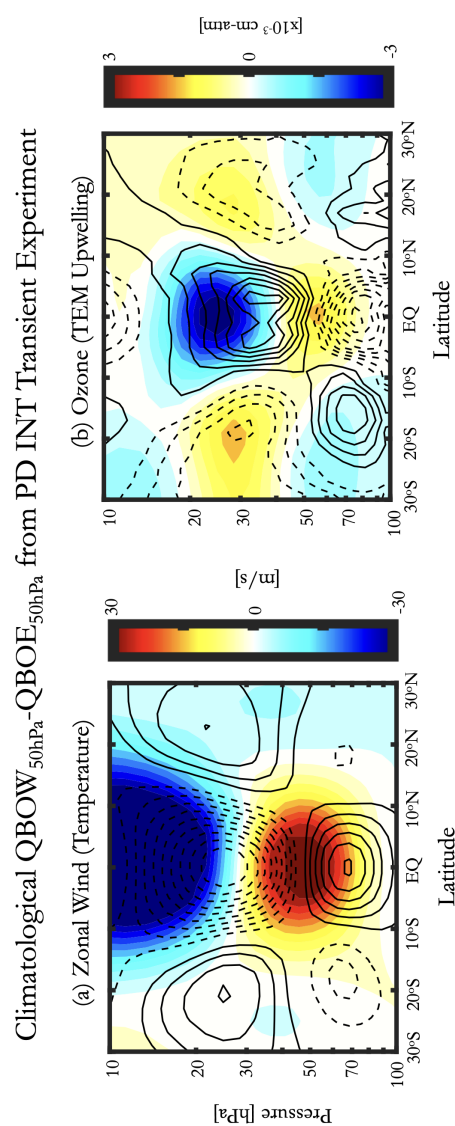 Climatological QBOW50hPa-QBOE50hPa from PD INT Transient Experiment
(a) Zonal Wind (Temperature)
Pressure [hPa]
10
20
30
50
70
100
30°S 20°S 10°S EQ 10°N 20°N 30°N
Latitude
30
0
-30
[m/s]
(b) Ozone (TEM Upwelling)
10
20
30
50
70
100
30°S 20°S 10°S EQ 10°N 20°N 30°N
Latitude
3
0
-3
[x10⁻³ cm-atm]